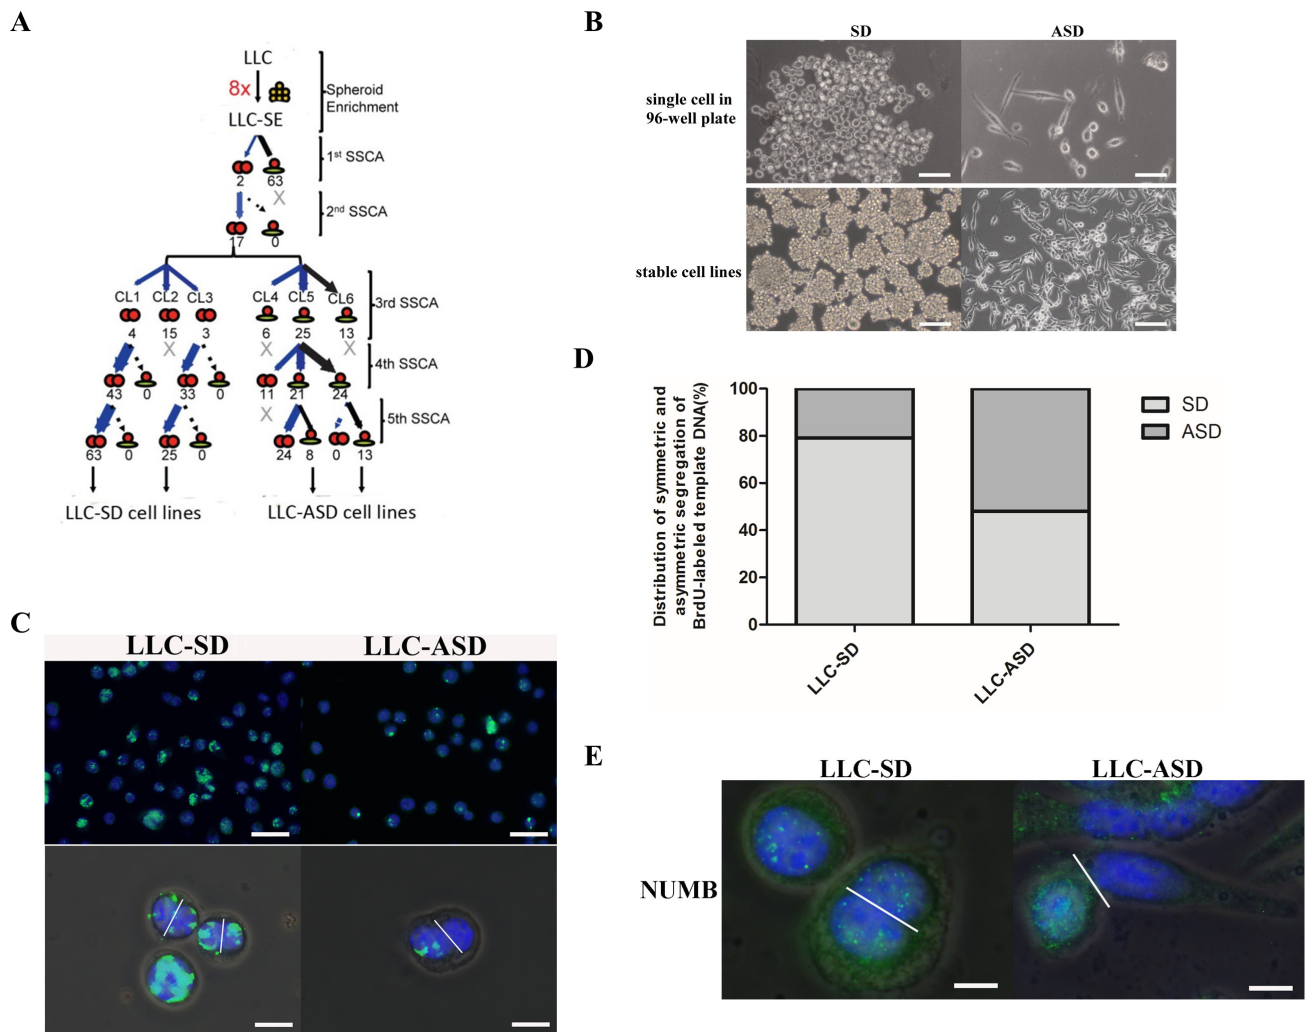 A
LLC
8x
Spheroid
Enrichment
LLC-SE
1st SSCA
2 63
X
2nd SSCA
17 0
CL1 CL2 CL3 CL4 CL5 CL6
3rd SSCA
4 15 3 6 25 13
X X X
4th SSCA
43 0 33 0 11 21 24
X
5th SSCA
63 0 25 0 24 8 0 13
LLC-SD cell lines LLC-ASD cell lines
B
SD ASD
single cell in
96-well plate
stable cell lines
C
LLC-SD LLC-ASD
D
Distribution of symmetric and
asymmetric segregation of
BrdU-labeled template DNA(%)
100
80
60
40
20
0
LLC-SD
LLC-ASD
SD
ASD
E
LLC-SD LLC-ASD
NUMB